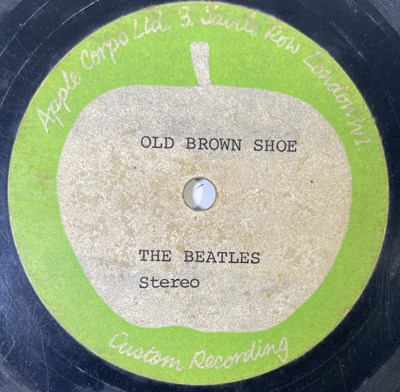 Apple Corps Ltd. 3, Savile Row London W1
OLD BROWN SHOE
THE BEATLES
Stereo
Custom Recording